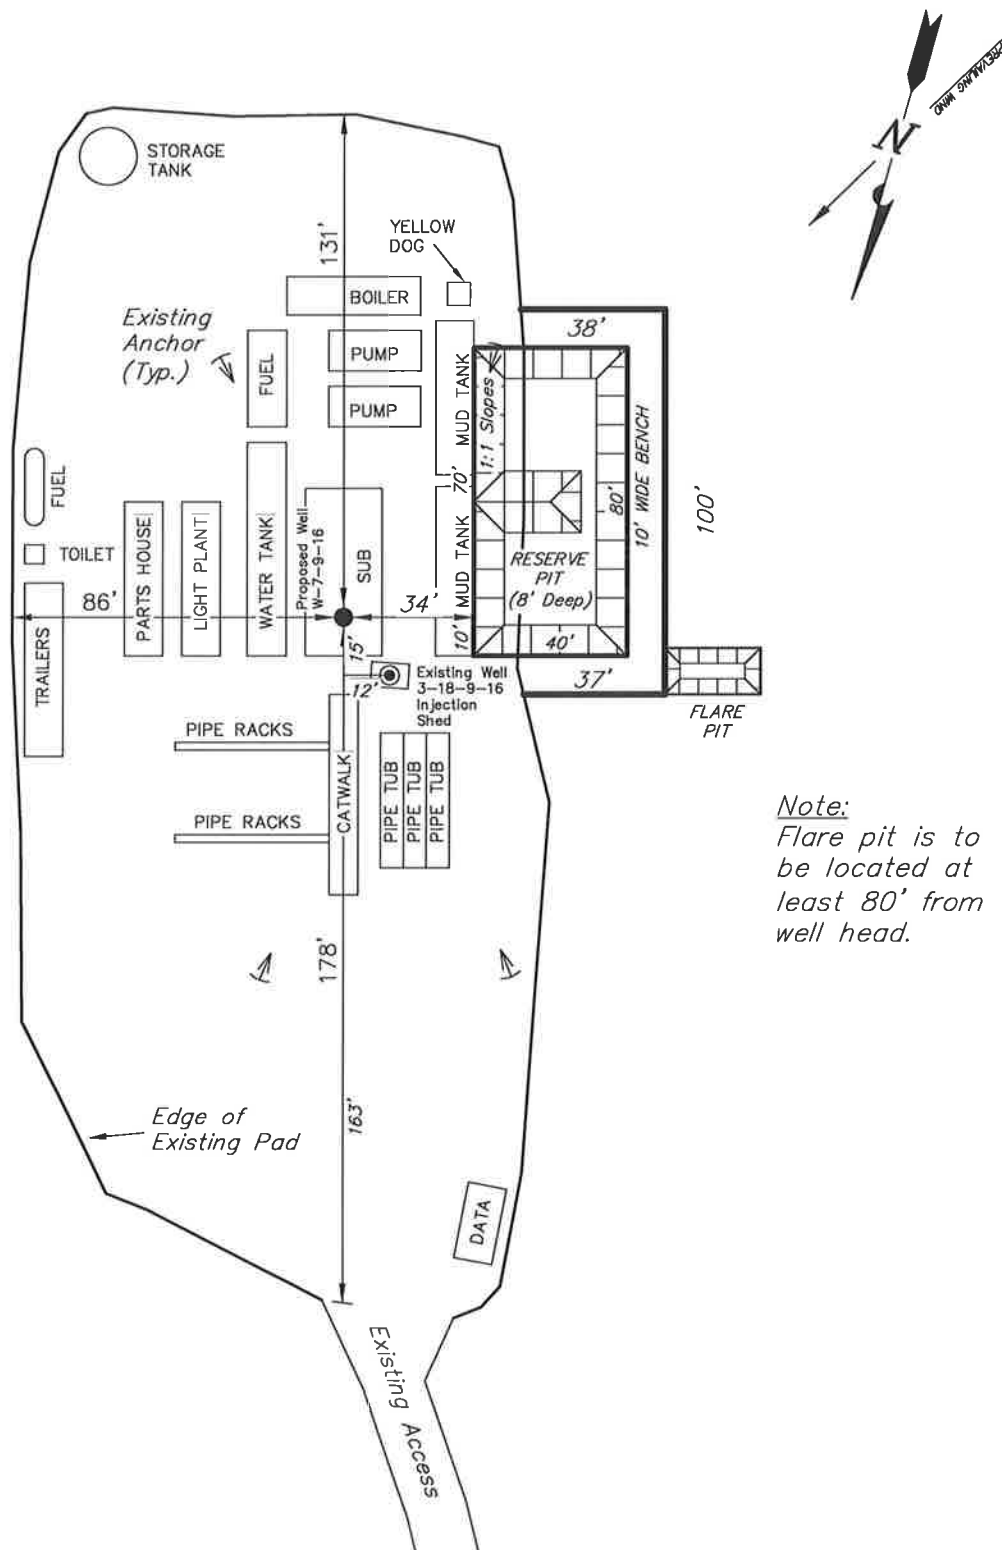 PREVAILING WIND
N
STORAGE
TANK
131'
YELLOW
DOG
BOILER
Existing
Anchor
(Typ.)
38'
FUEL
PUMP
PUMP
MUD TANK
1:1 Slopes
10' WIDE BENCH
100'
FUEL
70'
80'
TOILET
PARTS HOUSE
LIGHT PLANT
WATER TANK
Proposed Well
W-7-9-16
SUB
MUD TANK
RESERVE
PIT
(8' Deep)
86'
34'
TRAILERS
15'
10'
40'
12'
Existing Well
3-18-9-16
Injection
Shed
37'
FLARE
PIT
PIPE RACKS
CATWALK
PIPE TUB
PIPE TUB
PIPE TUB
PIPE RACKS
Note:
Flare pit is to
be located at
least 80' from
well head.
178'
163'
Edge of
Existing Pad
DATA
Existing Access